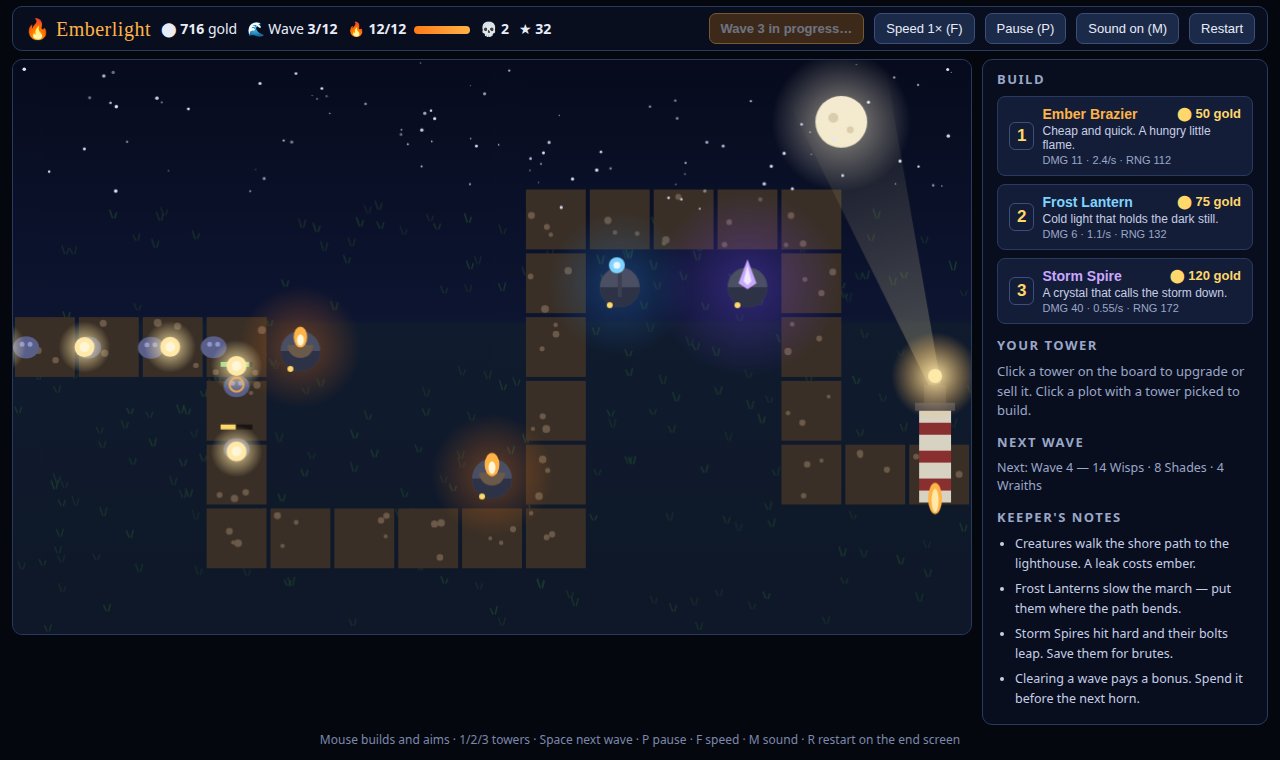 Emberlight 716 gold Wave 3/12 12/12 2 ★ 32 Wave 3 in progress... Speed 1× (F) Pause (P) Sound on (M) Restart
BUILD
1
Ember Brazier 50 gold
Cheap and quick. A hungry little
flame.
DMG 11 · 2.4/s · RNG 112
2
Frost Lantern 75 gold
Cold light that holds the dark still.
DMG 6 · 1.1/s · RNG 132
3
Storm Spire 120 gold
A crystal that calls the storm down.
DMG 40 · 0.55/s · RNG 172
YOUR TOWER
Click a tower on the board to upgrade or
sell it. Click a plot with a tower picked to
build.
NEXT WAVE
Next: Wave 4 — 14 Wisps · 8 Shades · 4
Wraiths
KEEPER'S NOTES
• Creatures walk the shore path to the
lighthouse. A leak costs ember.
• Frost Lanterns slow the march — put
them where the path bends.
• Storm Spires hit hard and their bolts
leap. Save them for brutes.
• Clearing a wave pays a bonus. Spend it
before the next horn.
Mouse builds and aims · 1/2/3 towers · Space next wave · P pause · F speed · M sound · R restart on the end screen